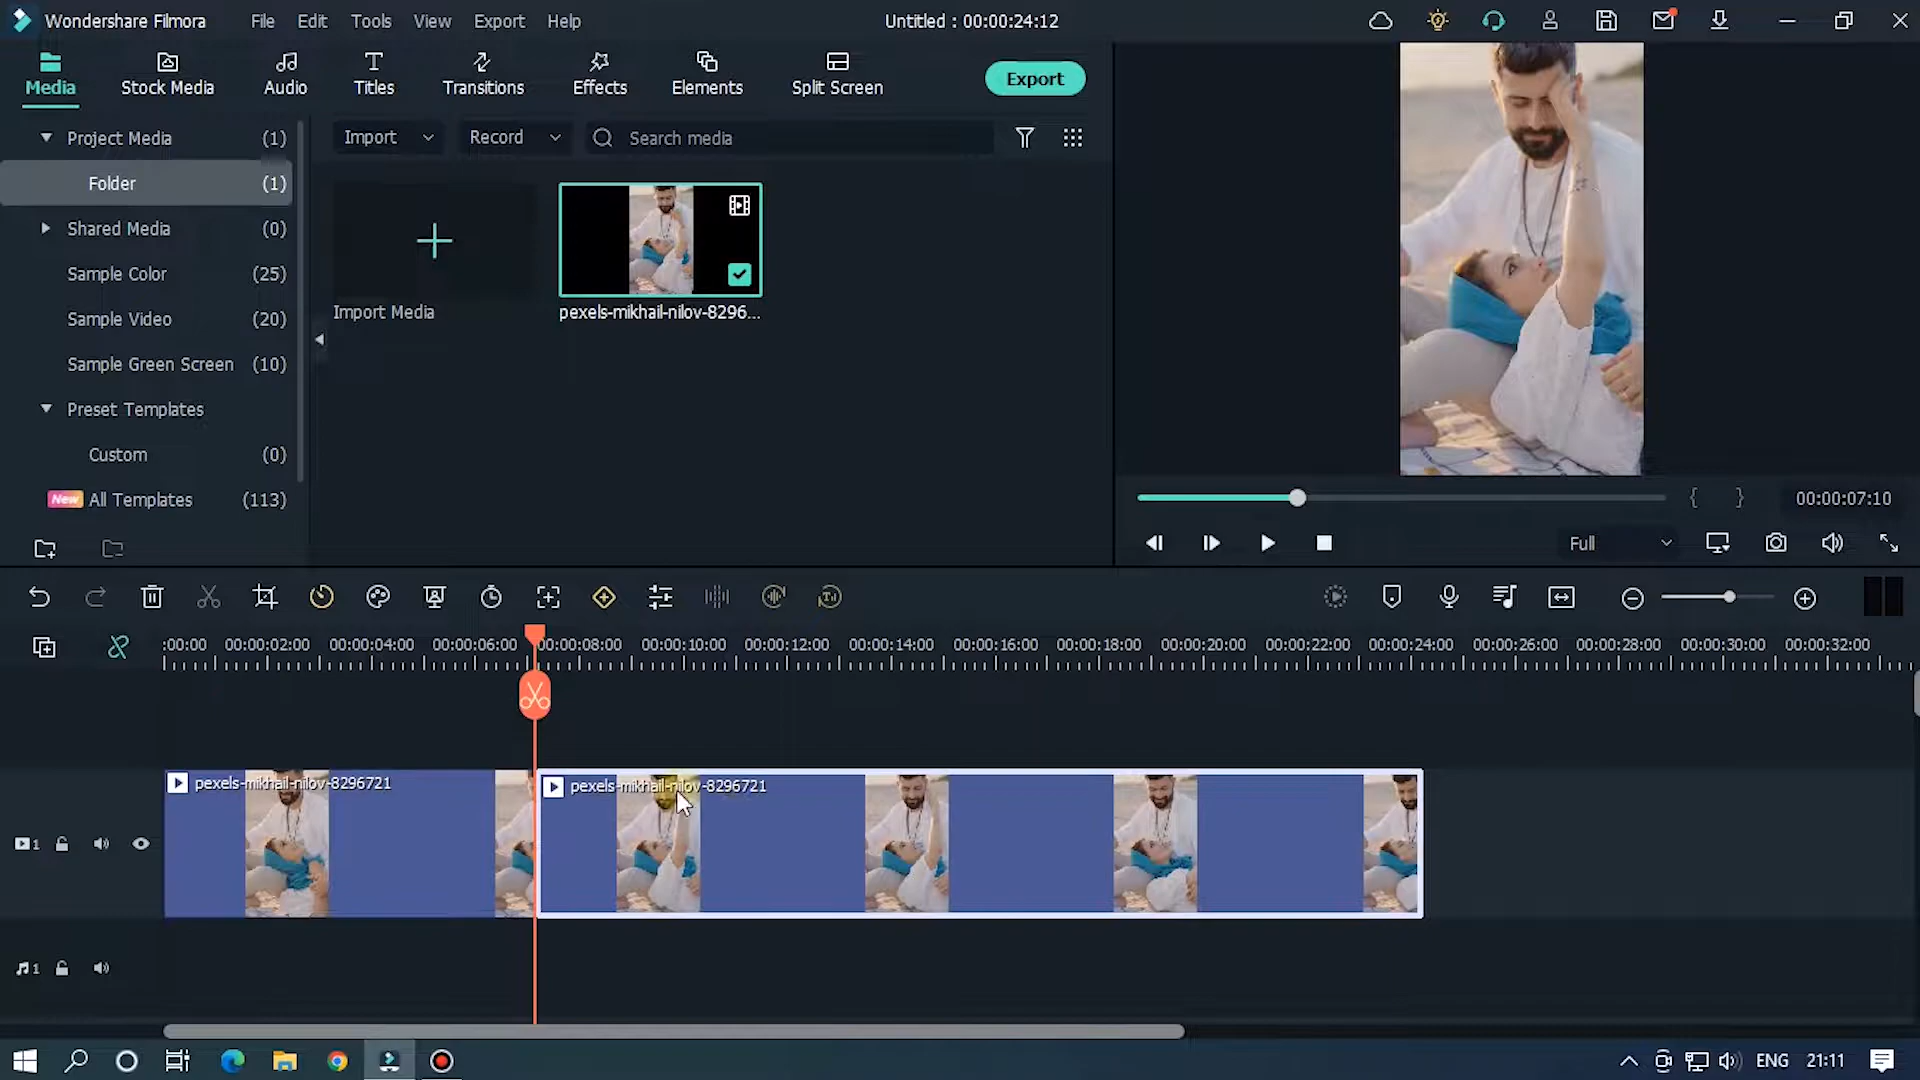 Wondershare Filmora
File
Edit
Tools
View
Export
Help
Untitled : 00:00:24:12
Media
Stock Media
Audio
Titles
Transitions
Effects
Elements
Split Screen
Export
Project Media (1)
Folder (1)
Shared Media (0)
Sample Color (25)
Sample Video (20)
Sample Green Screen (10)
Preset Templates
Custom (0)
New All Templates (113)
Import
Record
Search media
Import Media
pexels-mikhail-nilov-8296...
{ } 00:00:07:10
Full
:00:00 00:00:02:00 00:00:04:00 00:00:06:00 00:00:08:00 00:00:10:00 00:00:12:00 00:00:14:00 00:00:16:00 00:00:18:00 00:00:20:00 00:00:22:00 00:00:24:00 00:00:26:00 00:00:28:00 00:00:30:00 00:00:32:00
pexels-mikhail-nilov-8296721
pexels-mikhail-nilov-8296721
1
1
ENG 21:11